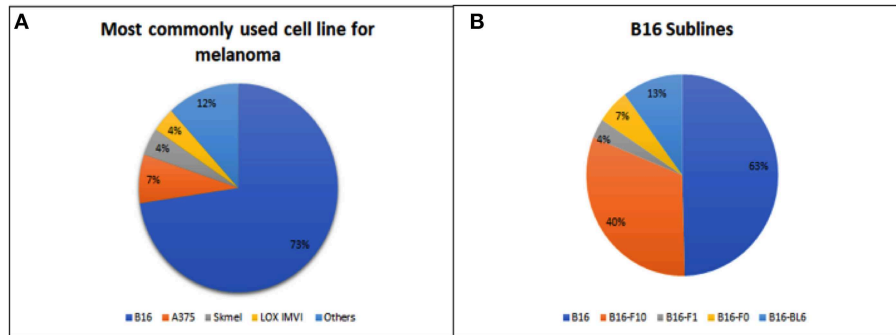 A
Most commonly used cell line for
melanoma
12%
4%
4%
7%
73%
B16 A375 Skmel LOX IMVI Others
B
B16 Sublines
13%
7%
4%
63%
40%
B16 B16-F10 B16-F1 B16-F0 B16-BL6